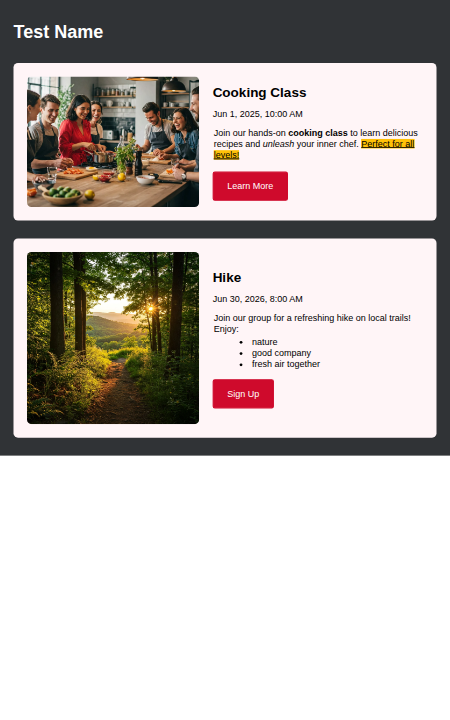 Test Name
Cooking Class
Jun 1, 2025, 10:00 AM
Join our hands-on cooking class to learn delicious
recipes and unleash your inner chef. Perfect for all
levels!
Learn More
Hike
Jun 30, 2026, 8:00 AM
Join our group for a refreshing hike on local trails!
Enjoy:
• nature
• good company
• fresh air together
Sign Up